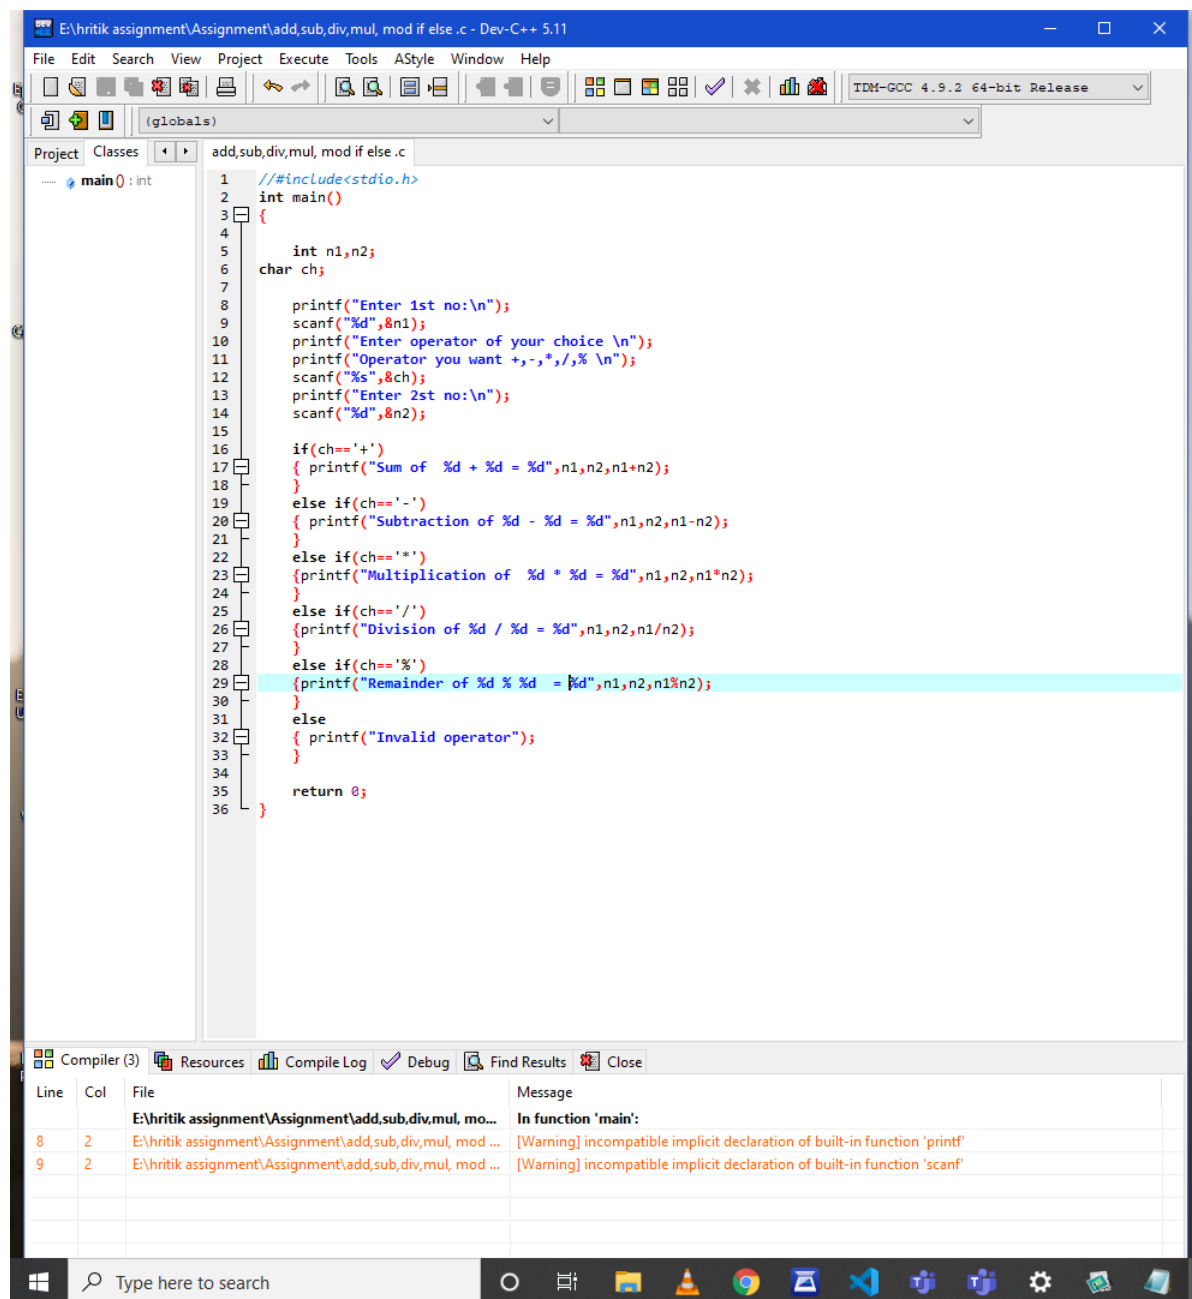 E:\hritik assignment\Assignment\add,sub,div,mul, mod if else .c - Dev-C++ 5.11
File Edit Search View Project Execute Tools AStyle Window Help
TDM-GCC 4.9.2 64-bit Release
(globals)
Project Classes add,sub,div,mul, mod if else .c
main () : int
1 //#include<stdio.h>
2 int main()
3 {
4
5 int n1,n2;
6 char ch;
7
8 printf("Enter 1st no:\n");
9 scanf("%d",&n1);
10 printf("Enter operator of your choice \n");
11 printf("Operator you want +,-,*,/,% \n");
12 scanf("%s",&ch);
13 printf("Enter 2st no:\n");
14 scanf("%d",&n2);
15
16 if(ch=='+')
17 { printf("Sum of  %d + %d = %d",n1,n2,n1+n2);
18 }
19 else if(ch=='-')
20 { printf("Subtraction of %d - %d = %d",n1,n2,n1-n2);
21 }
22 else if(ch=='*')
23 {printf("Multiplication of  %d * %d = %d",n1,n2,n1*n2);
24 }
25 else if(ch=='/')
26 {printf("Division of %d / %d = %d",n1,n2,n1/n2);
27 }
28 else if(ch=='%')
29 {printf("Remainder of %d % %d  = %d",n1,n2,n1%n2);
30 }
31 else
32 { printf("Invalid operator");
33 }
34
35 return 0;
36 }
Compiler (3) Resources Compile Log Debug Find Results Close
Line Col File Message
E:\hritik assignment\Assignment\add,sub,div,mul, mo... In function 'main':
8 2 E:\hritik assignment\Assignment\add,sub,div,mul, mod ... [Warning] incompatible implicit declaration of built-in function 'printf'
9 2 E:\hritik assignment\Assignment\add,sub,div,mul, mod ... [Warning] incompatible implicit declaration of built-in function 'scanf'
Type here to search